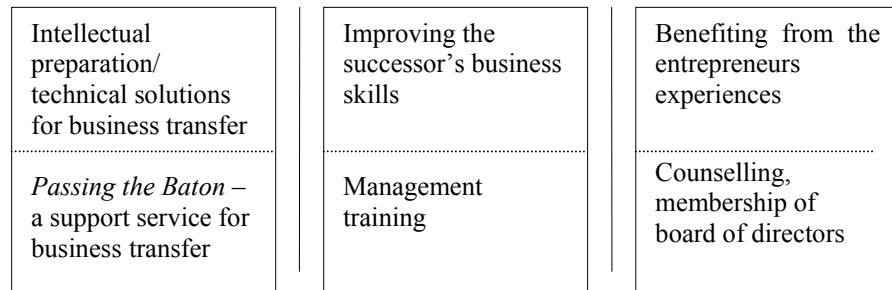 Intellectual
preparation/
technical solutions
for business transfer
Passing the Baton –
a support service for
business transfer
Improving the
successor’s business
skills
Management
training
Benefiting from the
entrepreneurs
experiences
Counselling,
membership of
board of directors